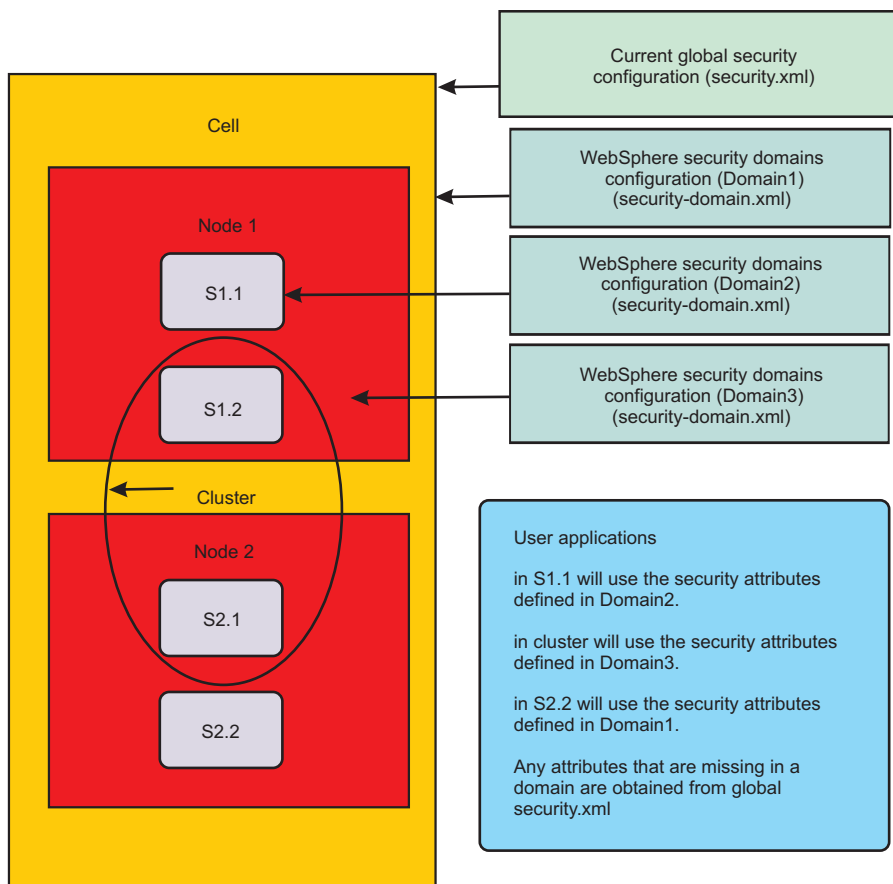 Current global security
configuration (security.xml)
Cell
WebSphere security domains
configuration (Domain1)
(security-domain.xml)
Node 1
S1.1
WebSphere security domains
configuration (Domain2)
(security-domain.xml)
S1.2
WebSphere security domains
configuration (Domain3)
(security-domain.xml)
Cluster
Node 2
S2.1
S2.2
User applications
in S1.1 will use the security attributes
defined in Domain2.
in cluster will use the security attributes
defined in Domain3.
in S2.2 will use the security attributes
defined in Domain1.
Any attributes that are missing in a
domain are obtained from global
security.xml